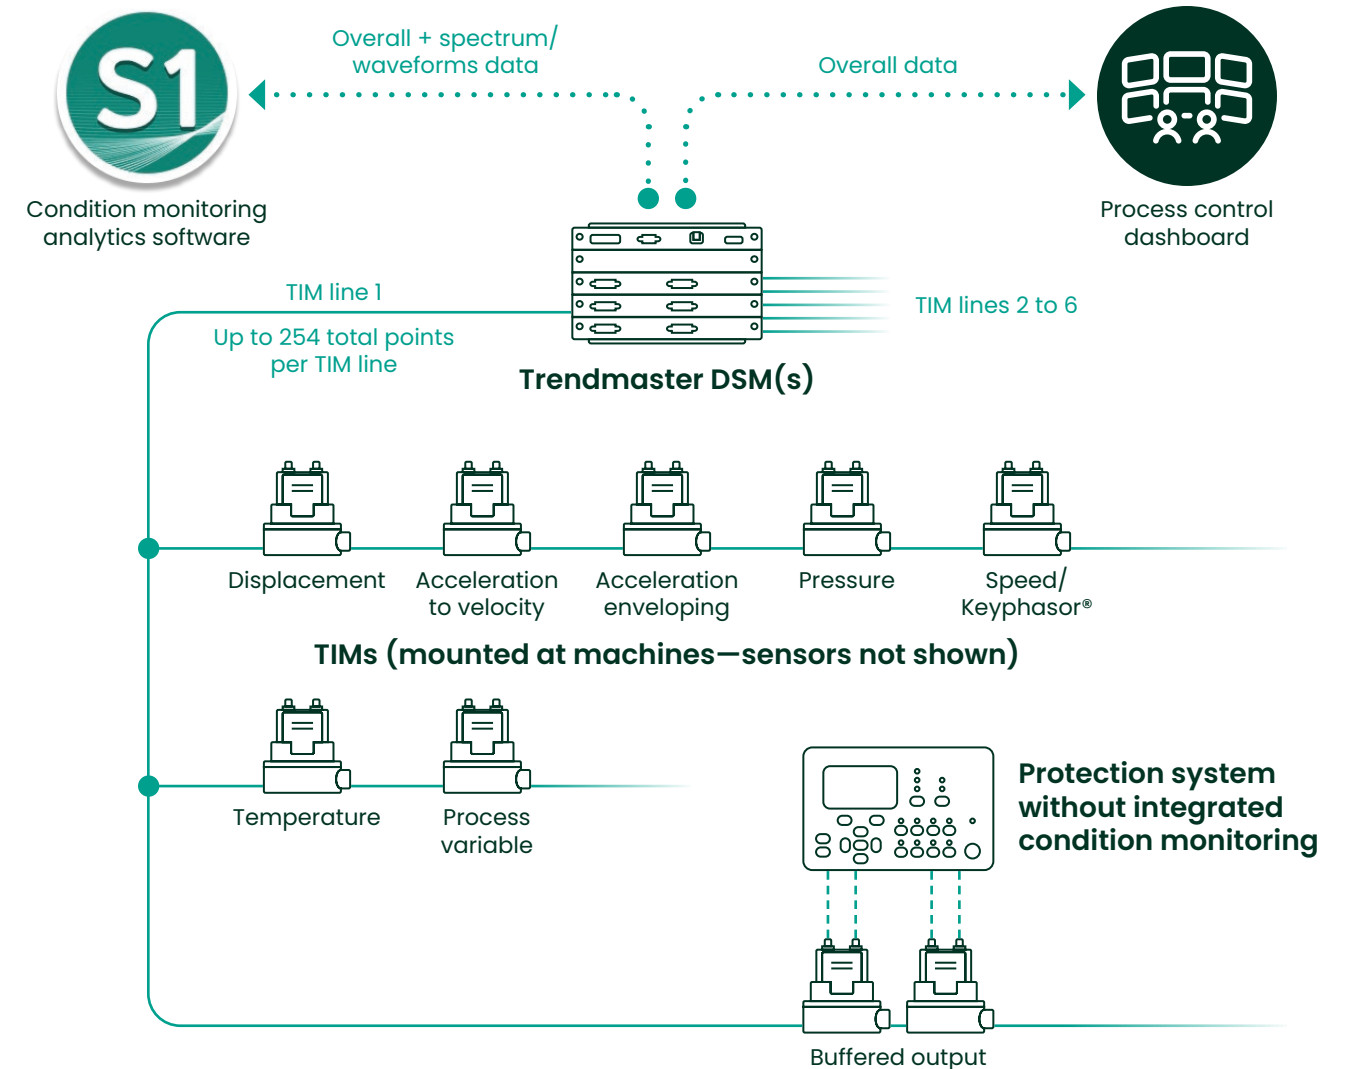 S1
Overall + spectrum/
waveforms data
Overall data
Condition monitoring
analytics software
Process control
dashboard
TIM line 1
Up to 254 total points
per TIM line
TIM lines 2 to 6
Trendmaster DSM(s)
Displacement
Acceleration
to velocity
Acceleration
enveloping
Pressure
Speed/
Keyphasor®
TIMs (mounted at machines—sensors not shown)
Temperature
Process
variable
Protection system
without integrated
condition monitoring
Buffered output